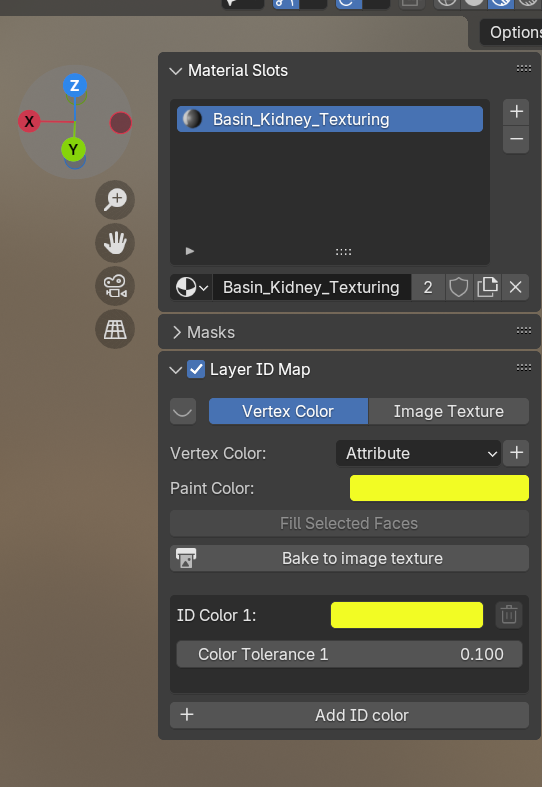 Options
Material Slots
Z
X
Y
Basin_Kidney_Texturing
Basin_Kidney_Texturing 2
Masks
Layer ID Map
Vertex Color Image Texture
Vertex Color: Attribute
Paint Color:
Fill Selected Faces
Bake to image texture
ID Color 1:
Color Tolerance 1 0.100
Add ID color